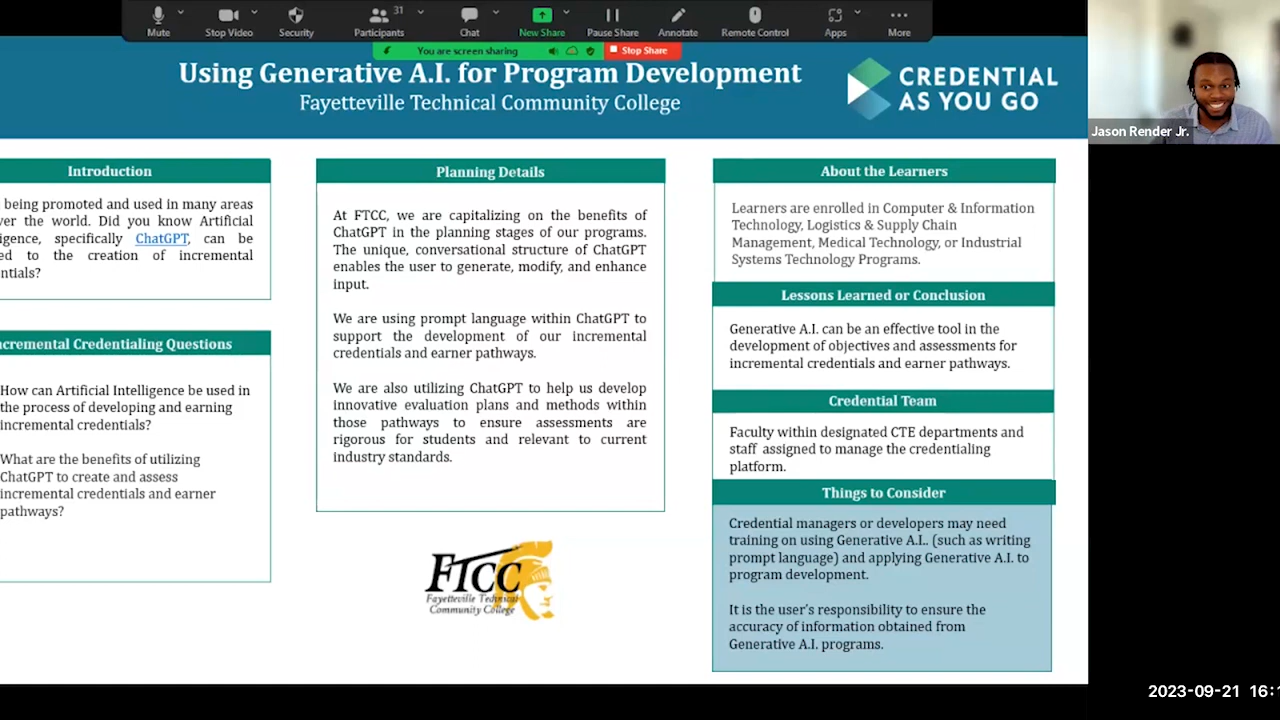 31
Mute
Stop Video
Security
Participants
Chat
New Share
Pause Share
Annotate
Remote Control
Apps
More
You are screen sharing
Stop Share
Using Generative A.I. for Program Development
Fayetteville Technical Community College
CREDENTIAL
AS YOU GO
Jason Render Jr.
Introduction
being promoted and used in many areas
ver the world. Did you know Artificial
ligence, specifically ChatGPT, can be
ed to the creation of incremental
ntials?
ncremental Credentialing Questions
How can Artificial Intelligence be used in
the process of developing and earning
incremental credentials?
What are the benefits of utilizing
ChatGPT to create and assess
incremental credentials and earner
pathways?
Planning Details
At FTCC, we are capitalizing on the benefits of
ChatGPT in the planning stages of our programs.
The unique, conversational structure of ChatGPT
enables the user to generate, modify, and enhance
input.
We are using prompt language within ChatGPT to
support the development of our incremental
credentials and earner pathways.
We are also utilizing ChatGPT to help us develop
innovative evaluation plans and methods within
those pathways to ensure assessments are
rigorous for students and relevant to current
industry standards.
FTCC
Fayetteville Technical
Community College
About the Learners
Learners are enrolled in Computer & Information
Technology, Logistics & Supply Chain
Management, Medical Technology, or Industrial
Systems Technology Programs.
Lessons Learned or Conclusion
Generative A.I. can be an effective tool in the
development of objectives and assessments for
incremental credentials and earner pathways.
Credential Team
Faculty within designated CTE departments and
staff assigned to manage the credentialing
platform.
Things to Consider
Credential managers or developers may need
training on using Generative A.I.. (such as writing
prompt language) and applying Generative A.I. to
program development.
It is the user's responsibility to ensure the
accuracy of information obtained from
Generative A.I. programs.
2023-09-21 16:1